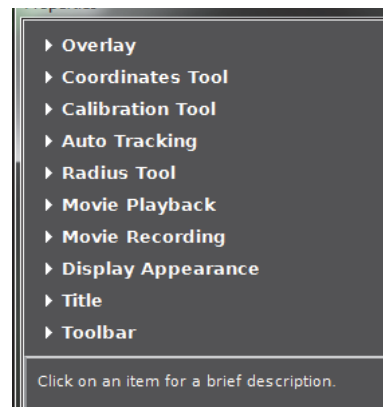 Properties
Overlay
Coordinates Tool
Calibration Tool
Auto Tracking
Radius Tool
Movie Playback
Movie Recording
Display Appearance
Title
Toolbar
Click on an item for a brief description.